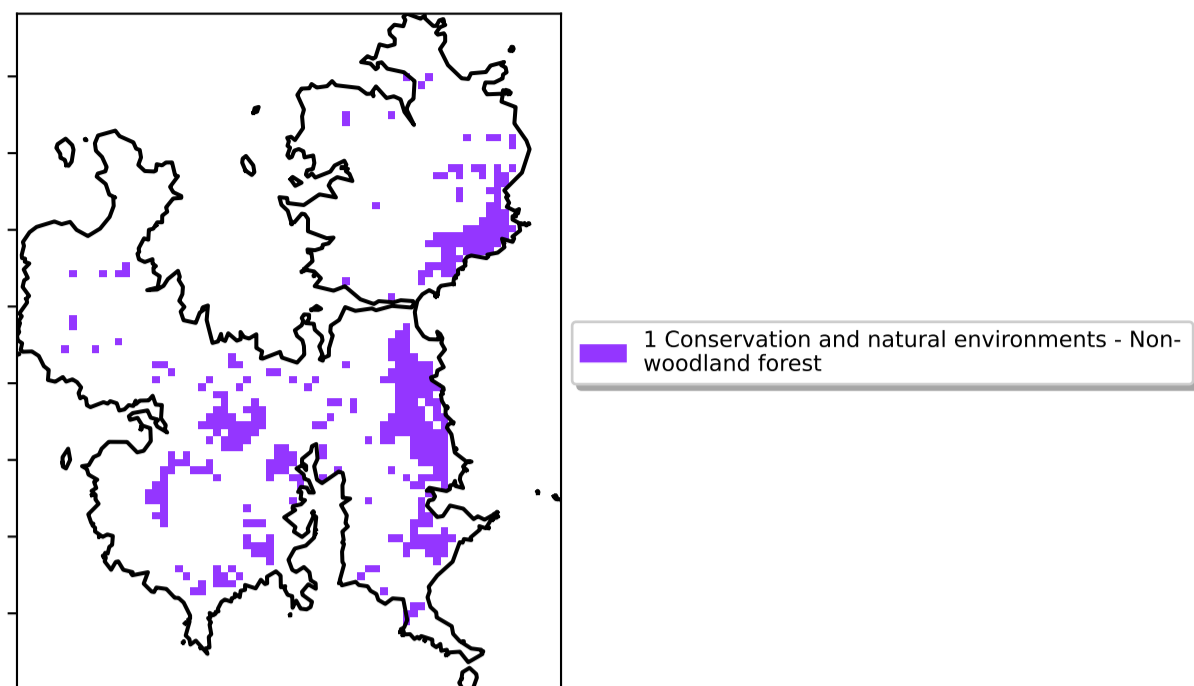 1 Conservation and natural environments - Non-
woodland forest